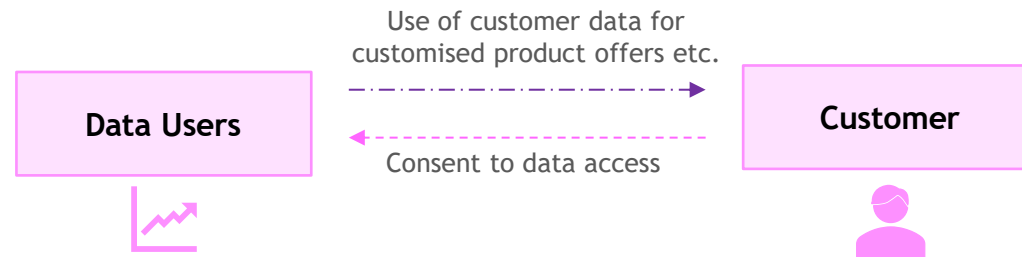 Use of customer data for
customised product offers etc.
Data Users
Customer
Consent to data access